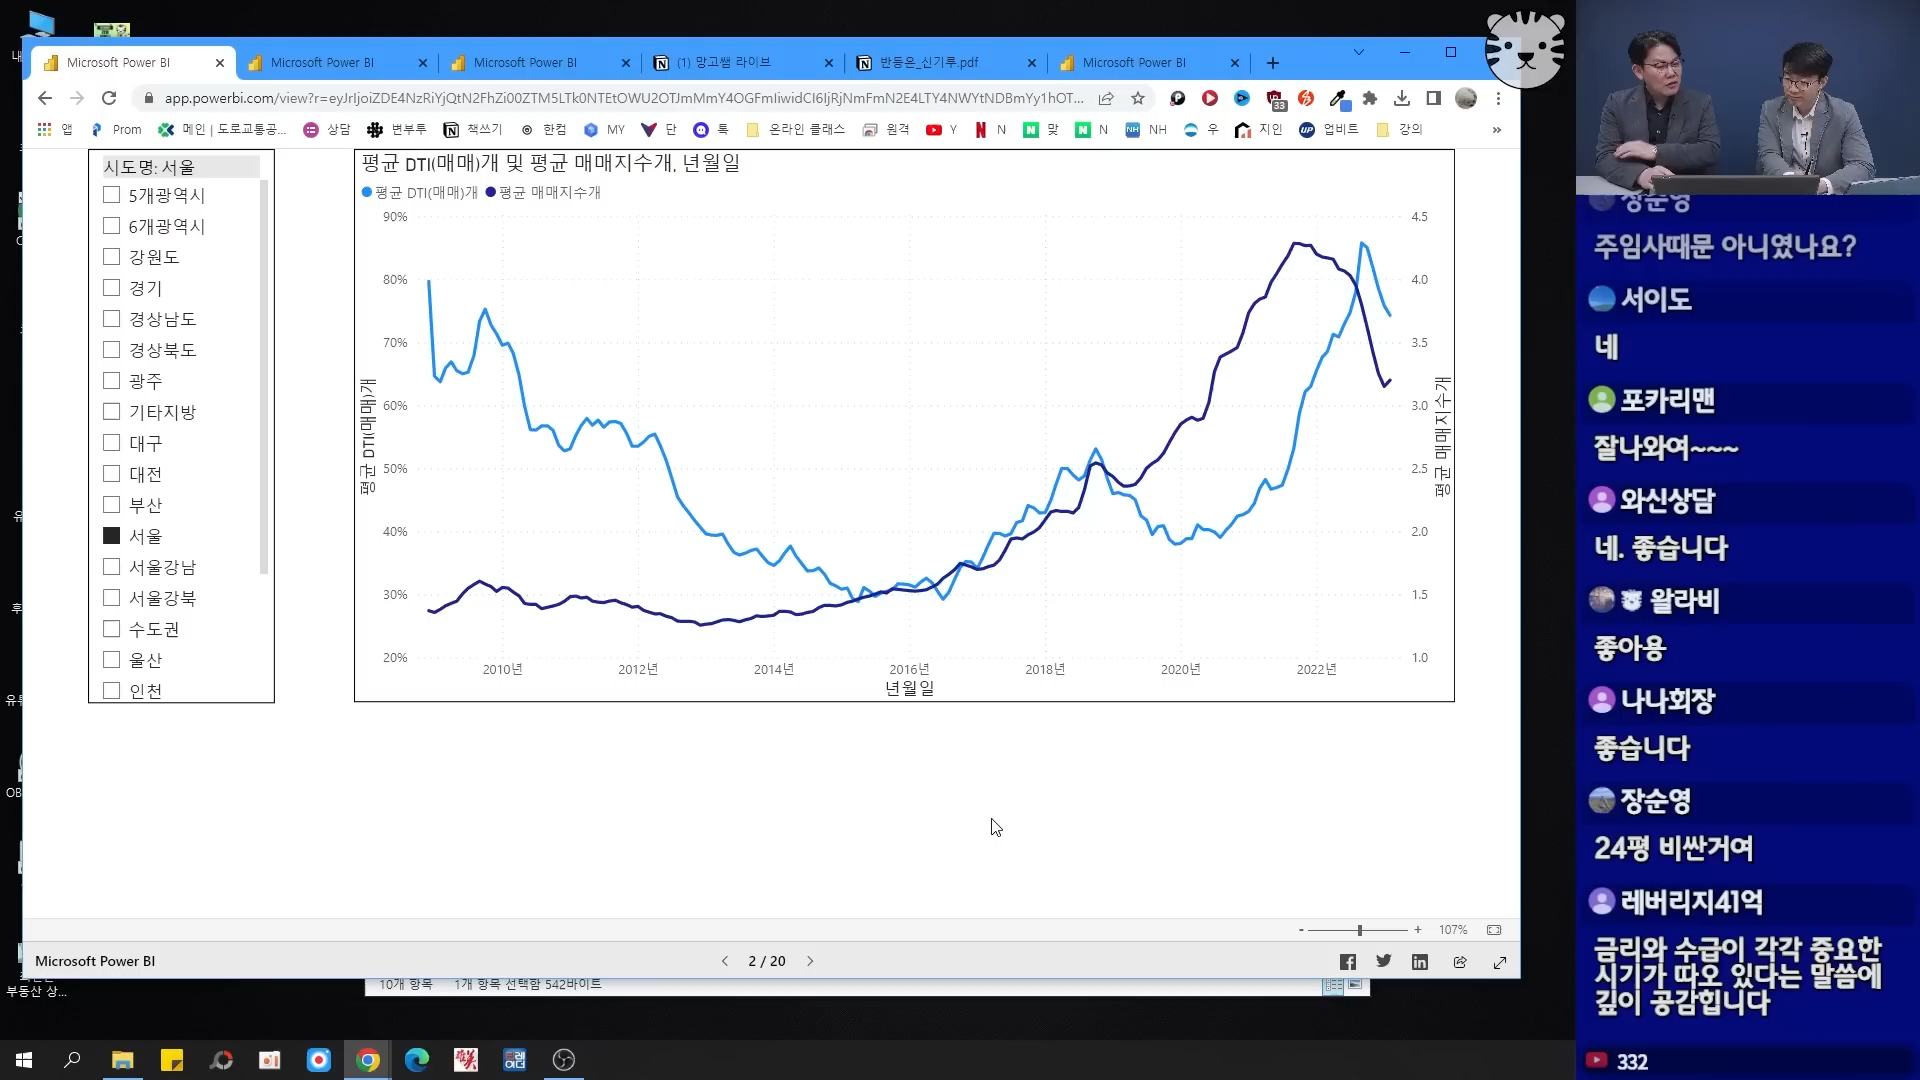 Microsoft Power BI
Microsoft Power BI
Microsoft Power BI
(1) 망고쌤 라이브
반등은_신기루.pdf
Microsoft Power BI
앱
Prom
메인 | 도로교통공...
상담
변부투
책쓰기
한컴
MY
단
톡
온라인 클래스
원격
Y
N
맞
N
NH
우
지인
업비트
강의
33
시도명: 서울
5개광역시
6개광역시
강원도
경기
경상남도
경상북도
광주
기타지방
대구
대전
부산
서울
서울강남
서울강북
수도권
울산
인천
평균 DTI(매매)개 및 평균 매매지수개, 년월일
평균 DTI(매매)개
평균 매매지수개
90%
80%
70%
60%
50%
40%
30%
20%
평균 DTI(매매)개
4.5
4.0
3.5
3.0
2.5
2.0
1.5
1.0
평균 매매지수개
2010년
2012년
2014년
2016년
2018년
2020년
2022년
년월일
107%
Microsoft Power BI
2 / 20
10개 항목
1개 항목 선택함 542바이트
부동산 상...
주임사때문 아니였나요?
서이도
네
포카리맨
잘나와여~~~
와신상담
네. 좋습니다
왈라비
좋아용
나나회장
좋습니다
장순영
24평 비싼거여
레버리지41억
금리와 수급이 각각 중요한
시기가 따오 있다는 말씀에
깊이 공감힙니다
332